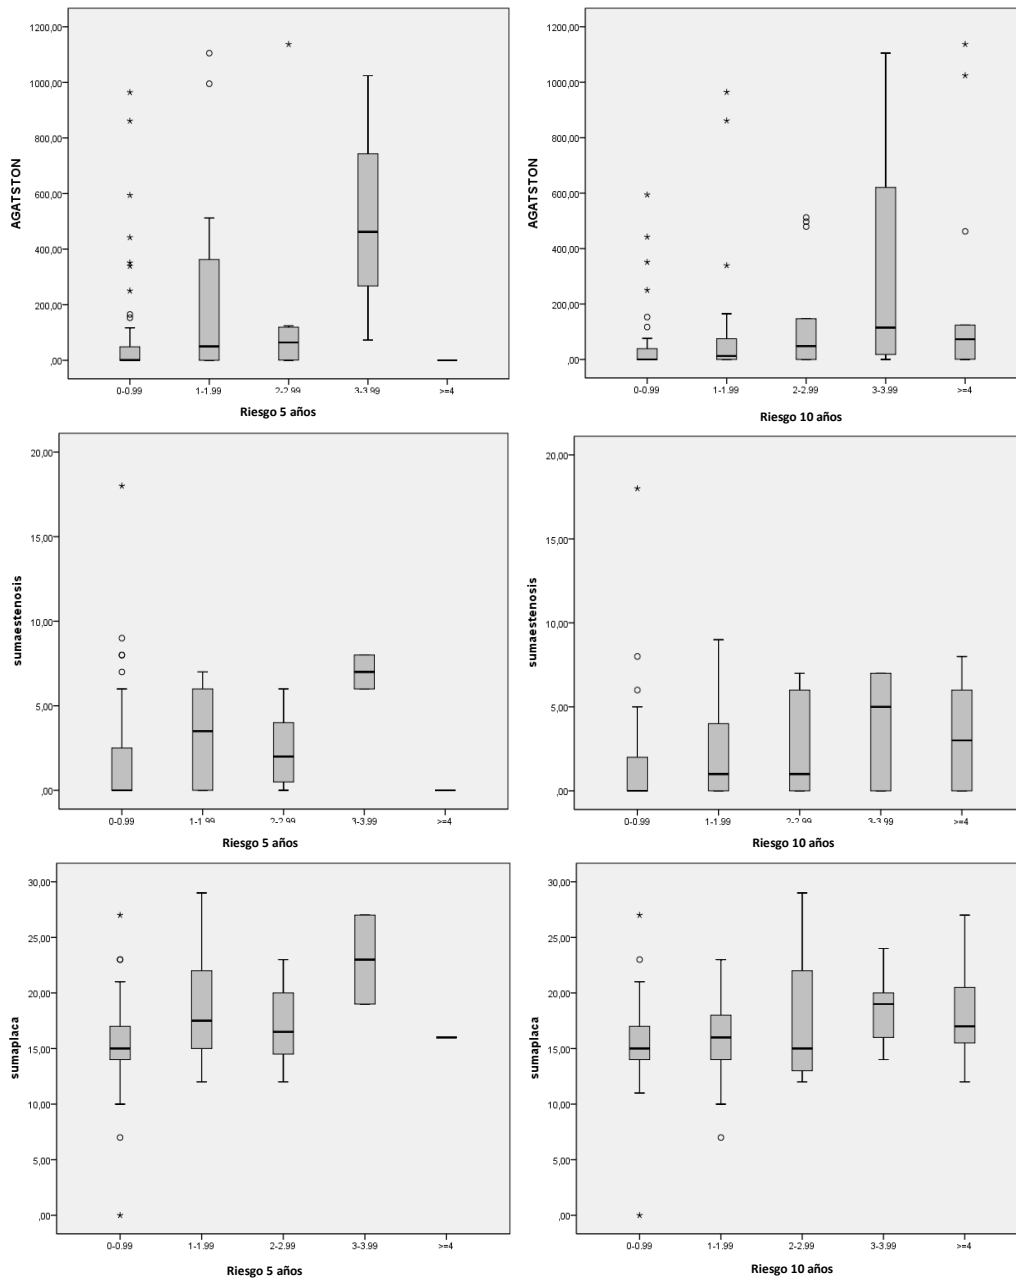 1200,00
1000,00
800,00
600,00
400,00
200,00
,00
AGATSTON
0-0.99 1-1.99 2-2.99 3-3.99 >=4
Riesgo 5 años
1200,00
1000,00
800,00
600,00
400,00
200,00
,00
AGATSTON
0-0.99 1-1.99 2-2.99 3-3.99 >=4
Riesgo 10 años
20,00
15,00
10,00
5,00
,00
sumaestenosis
0-0.99 1-1.99 2-2.99 3-3.99 >=4
Riesgo 5 años
20,00
15,00
10,00
5,00
,00
sumaestenosis
0-0.99 1-1.99 2-2.99 3-3.99 >=4
Riesgo 10 años
30,00
25,00
20,00
15,00
10,00
5,00
,00
sumaplaca
0-0.99 1-1.99 2-2.99 3-3.99 >=4
Riesgo 5 años
30,00
25,00
20,00
15,00
10,00
5,00
,00
sumaplaca
0-0.99 1-1.99 2-2.99 3-3.99 >=4
Riesgo 10 años